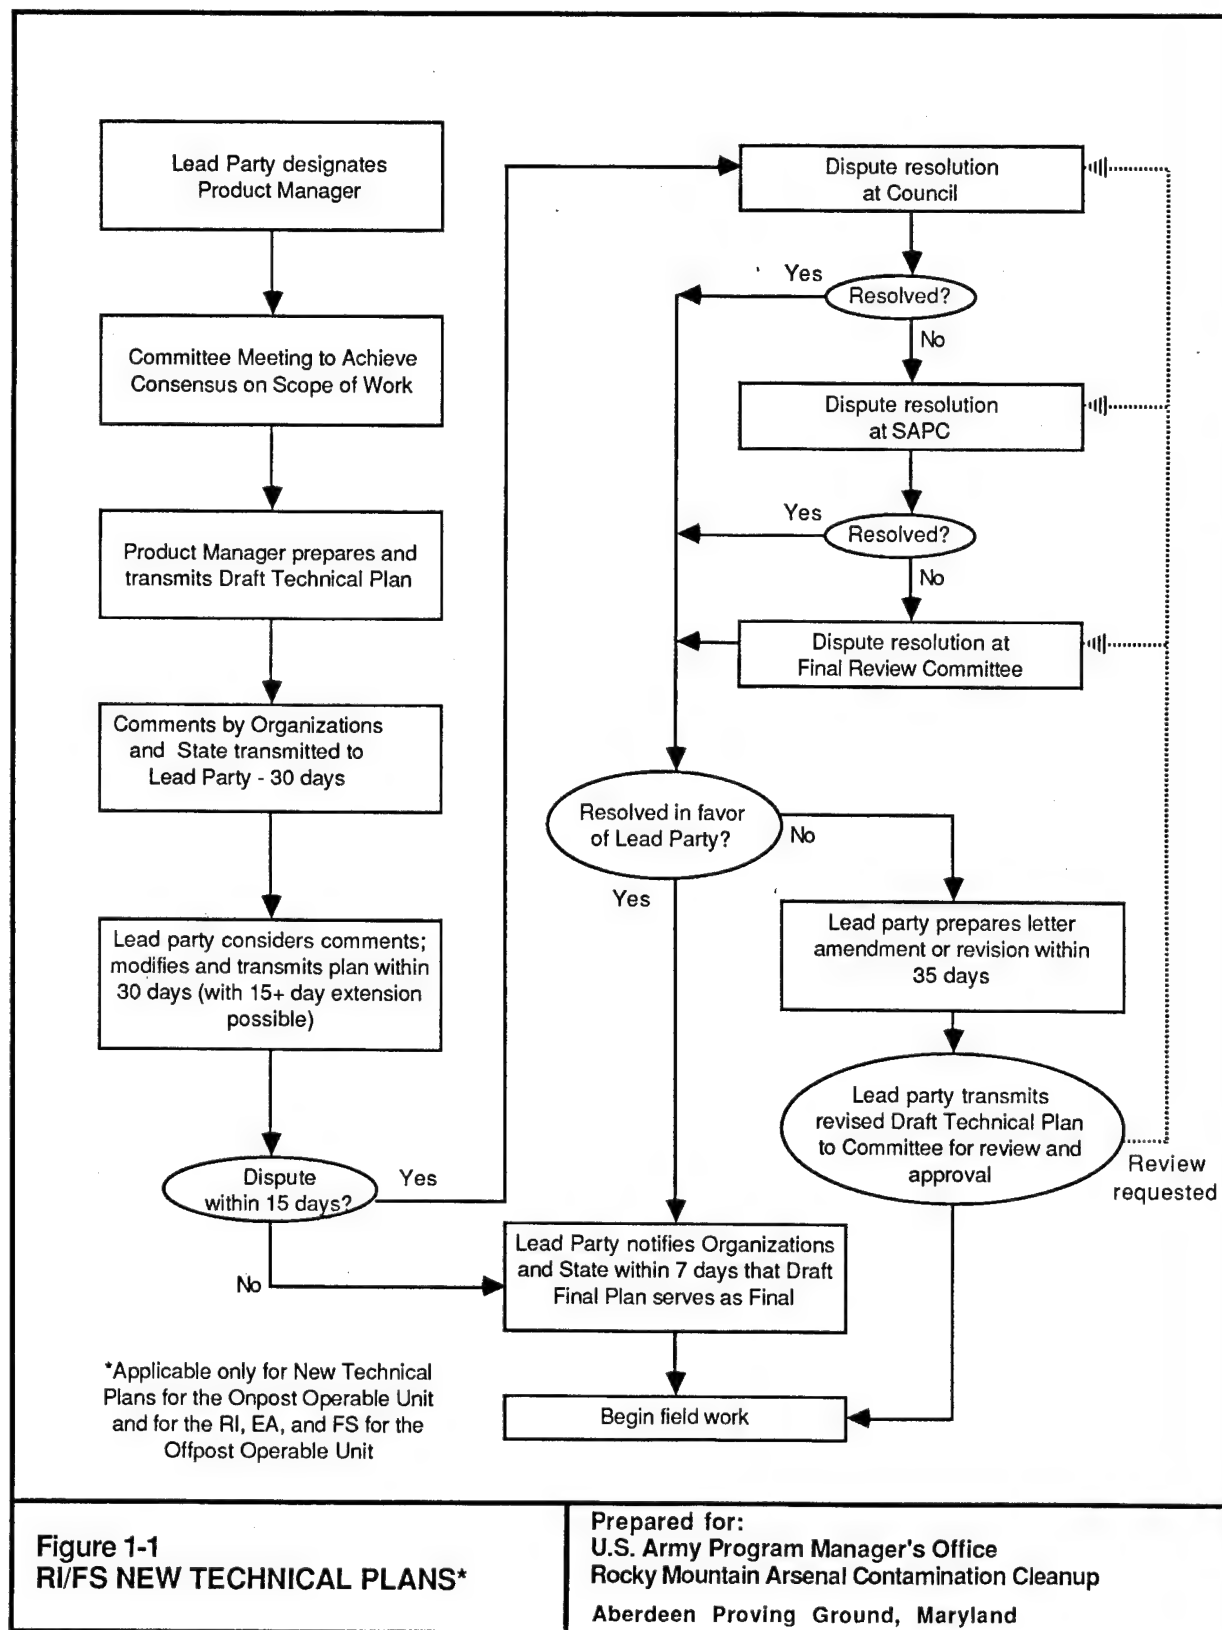 Lead Party designates
Product Manager
Committee Meeting to Achieve
Consensus on Scope of Work
Product Manager prepares and
transmits Draft Technical Plan
Comments by Organizations
and State transmitted to
Lead Party - 30 days
Lead party considers comments;
modifies and transmits plan within
30 days (with 15+ day extension
possible)
Dispute
within 15 days?
Yes
No
Dispute resolution
at Council
Yes
Resolved?
No
Dispute resolution
at SAPC
Yes
Resolved?
No
Dispute resolution at
Final Review Committee
Resolved in favor
of Lead Party?
No
Yes
Lead party prepares letter
amendment or revision within
35 days
Lead party transmits
revised Draft Technical Plan
to Committee for review and
approval
Review
requested
Lead Party notifies Organizations
and State within 7 days that Draft
Final Plan serves as Final
Begin field work
*Applicable only for New Technical
Plans for the Onpost Operable Unit
and for the RI, EA, and FS for the
Offpost Operable Unit
Figure 1-1
RI/FS NEW TECHNICAL PLANS*
Prepared for:
U.S. Army Program Manager's Office
Rocky Mountain Arsenal Contamination Cleanup
Aberdeen Proving Ground, Maryland